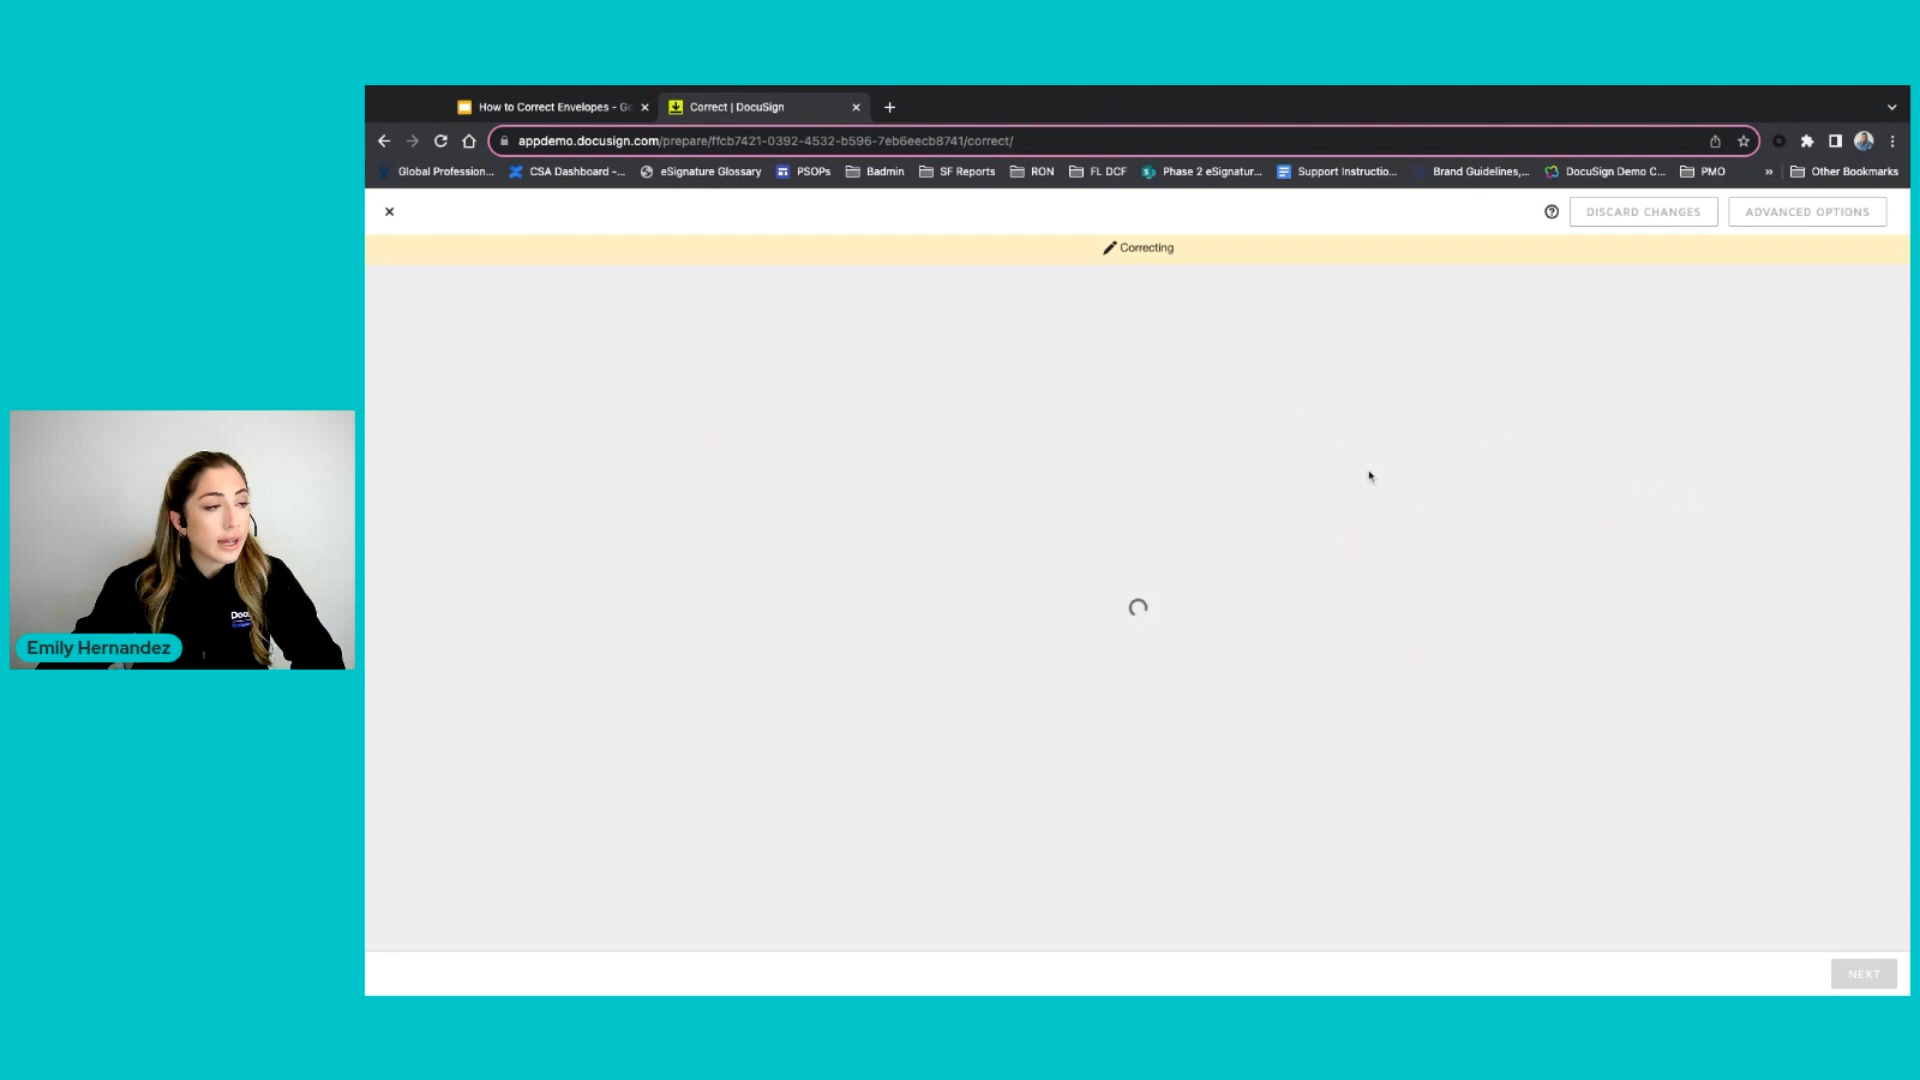 How to Correct Envelopes - Go
Correct | DocuSign
appdemo.docusign.com/prepare/ffcb7421-0392-4532-b596-7eb6eecb8741/correct/
Global Profession... CSA Dashboard -... eSignature Glossary PSOPs Badmin SF Reports RON FL DCF Phase 2 eSignatur... Support Instructio... Brand Guidelines,... DocuSign Demo C... PMO » Other Bookmarks
DISCARD CHANGES ADVANCED OPTIONS
Correcting
Emily Hernandez
NEXT